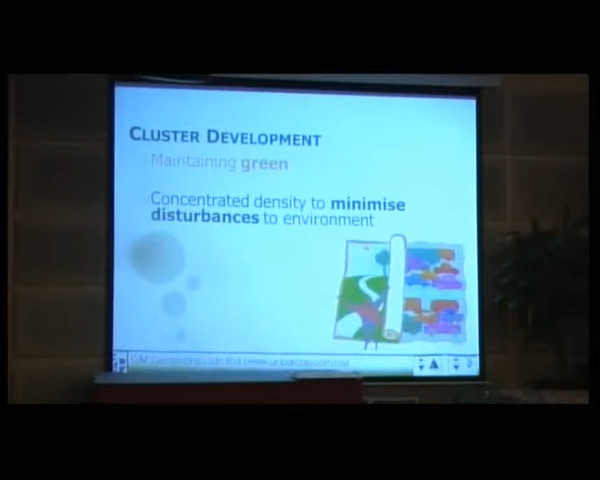 CLUSTER DEVELOPMENT
Maintaining green
Concentrated density to minimise
disturbances to environment